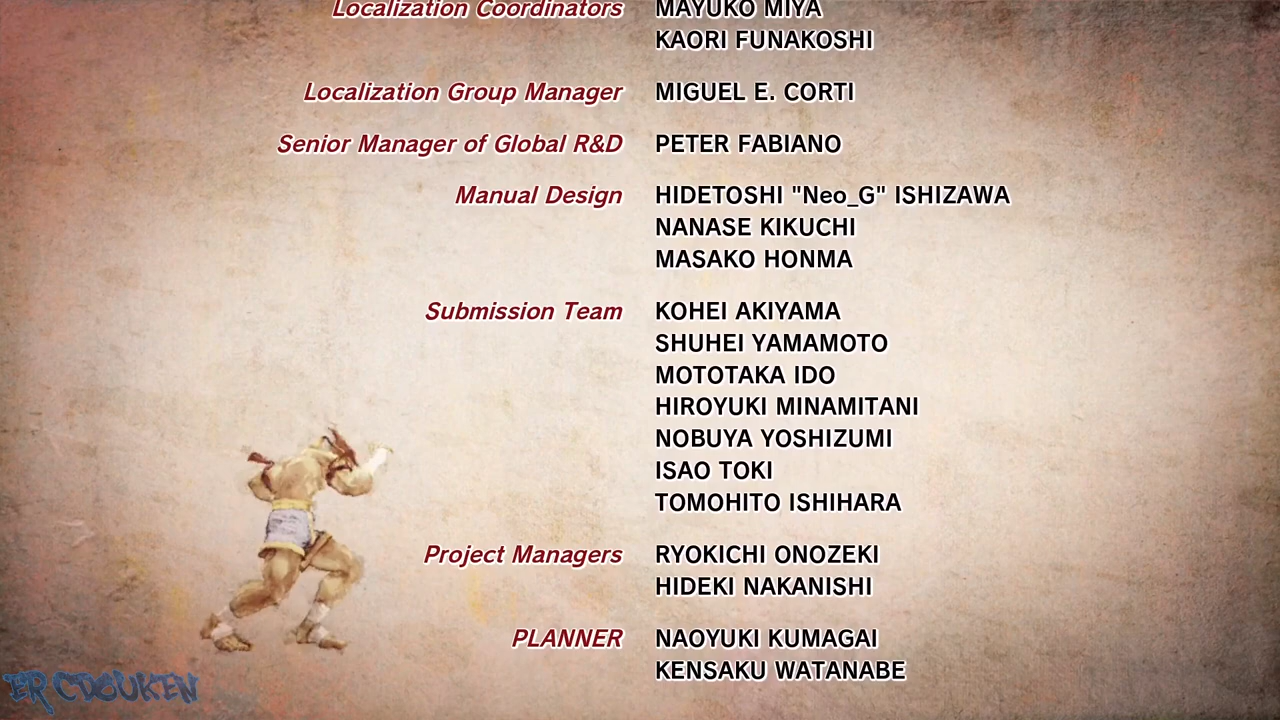 Localization Coordinators MAYUKO MIYA
KAORI FUNAKOSHI
Localization Group Manager MIGUEL E. CORTI
Senior Manager of Global R&D PETER FABIANO
Manual Design HIDETOSHI "Neo_G" ISHIZAWA
NANASE KIKUCHI
MASAKO HONMA
Submission Team KOHEI AKIYAMA
SHUHEI YAMAMOTO
MOTOTAKA IDO
HIROYUKI MINAMITANI
NOBUYA YOSHIZUMI
ISAO TOKI
TOMOHITO ISHIHARA
Project Managers RYOKICHI ONOZEKI
HIDEKI NAKANISHI
PLANNER NAOYUKI KUMAGAI
KENSAKU WATANABE